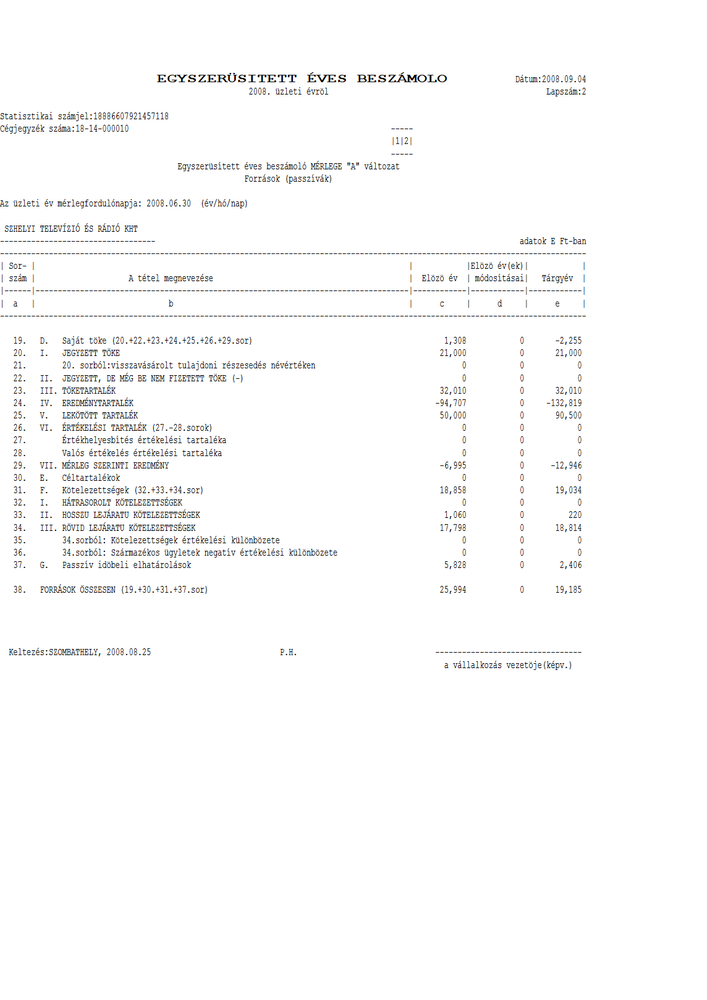 EGYSZERÜSITETT ÉVES BESZÁMOLO Dátum:2008.09.04
2008. üzleti évröl Lapszám:2
Statisztikai számjel:18886607921457118
Cégjegyzék száma:18-14-000010 -----
|1|2|
-----
Egyszerüsített éves beszámoló MÉRLEGE "A" változat
Források (passzívák)
Az üzleti év mérlegfordulónapja: 2008.06.30 (év/hó/nap)
SZHELYI TELEVÍZIÓ ÉS RÁDIÓ KHT
----------------------------------- adatok E Ft-ban
| Sor- | | |Elözö év(ek)| |
| szám | A tétel megnevezése | Elözö év | módosításai| Tárgyév |
| a | b | c | d | e |
19. D. Saját töke (20.+22.+23.+24.+25.+26.+29.sor) 1,308 0 -2,255
20. I. JEGYZETT TÖKE 21,000 0 21,000
21. 20. sorból:visszavásárolt tulajdoni részesedés névértéken 0 0 0
22. II. JEGYZETT, DE MÉG BE NEM FIZETETT TÖKE (-) 0 0 0
23. III. TÖKETARTALÉK 32,010 0 32,010
24. IV. EREDMÉNYTARTALÉK -94,707 0 -132,819
25. V. LEKÖTÖTT TARTALÉK 50,000 0 90,500
26. VI. ÉRTÉKELÉSI TARTALÉK (27.-28.sorok) 0 0 0
27. Értékhelyesbítés értékelési tartaléka 0 0 0
28. Valós értékelés értékelési tartaléka 0 0 0
29. VII. MÉRLEG SZERINTI EREDMÉNY -6,995 0 -12,946
30. E. Céltartalékok 0 0 0
31. F. Kötelezettségek (32.+33.+34.sor) 18,858 0 19,034
32. I. HÁTRASOROLT KÖTELEZETTSÉGEK 0 0 0
33. II. HOSSZU LEJÁRATU KÖTELEZETTSÉGEK 1,060 0 220
34. III. RÖVID LEJÁRATU KÖTELEZETTSÉGEK 17,798 0 18,814
35. 34.sorból: Kötelezettségek értékelési különbözete 0 0 0
36. 34.sorból: Származékos ügyletek negatív értékelési különbözete 0 0 0
37. G. Passzív idöbeli elhatárolások 5,828 0 2,406
38. FORRÁSOK ÖSSZESEN (19.+30.+31.+37.sor) 25,994 0 19,185
Keltezés:SZOMBATHELY, 2008.08.25 P.H. ---------------------------------
a vállalkozás vezetöje(képv.)